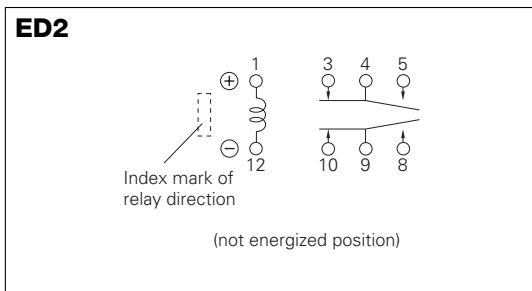 ED2
1 3 4 5
+
−
12 10 9 8
Index mark of
relay direction
(not energized position)